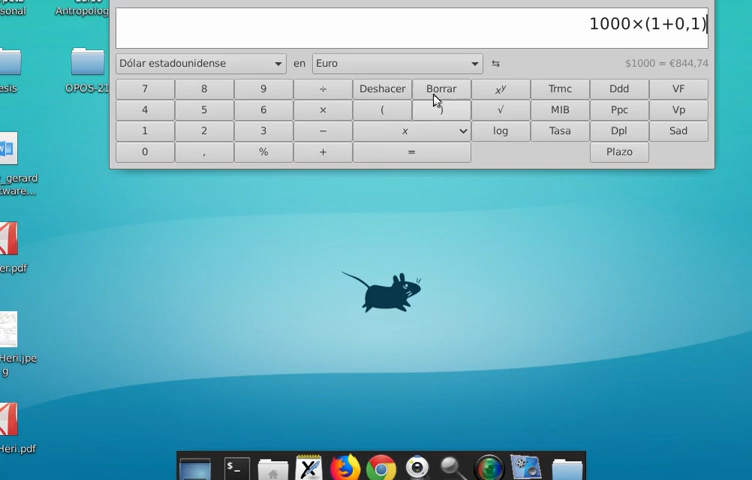 sonal
Antropolog
1000×(1+0,1)
Dólar estadounidense en Euro ⇆ $1000 = €844,74
7 8 9 ÷ Deshacer Borrar xʸ Trmc Ddd VF
4 5 6 × ( ) √ MIB Ppc Vp
1 2 3 − x log Tasa Dpl Sad
0 , % + = Plazo
esis
OPOS-21
_gerard
tware...
er.pdf
Heri.jpe
g
Heri.pdf
$_